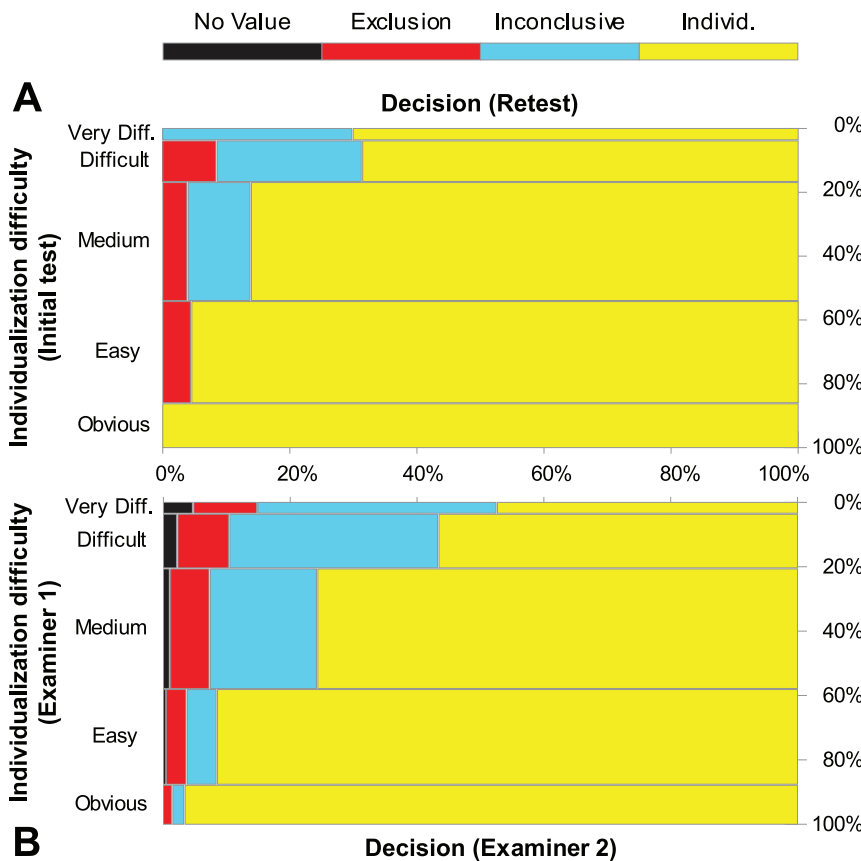 No Value Exclusion Inconclusive Individ.
A
Decision (Retest)
Individualization difficulty
(Initial test)
Very Diff.
Difficult
Medium
Easy
Obvious
0%
20%
40%
60%
80%
100%
0% 20% 40% 60% 80% 100%
Individualization difficulty
(Examiner 1)
Very Diff.
Difficult
Medium
Easy
Obvious
0%
20%
40%
60%
80%
100%
B
Decision (Examiner 2)